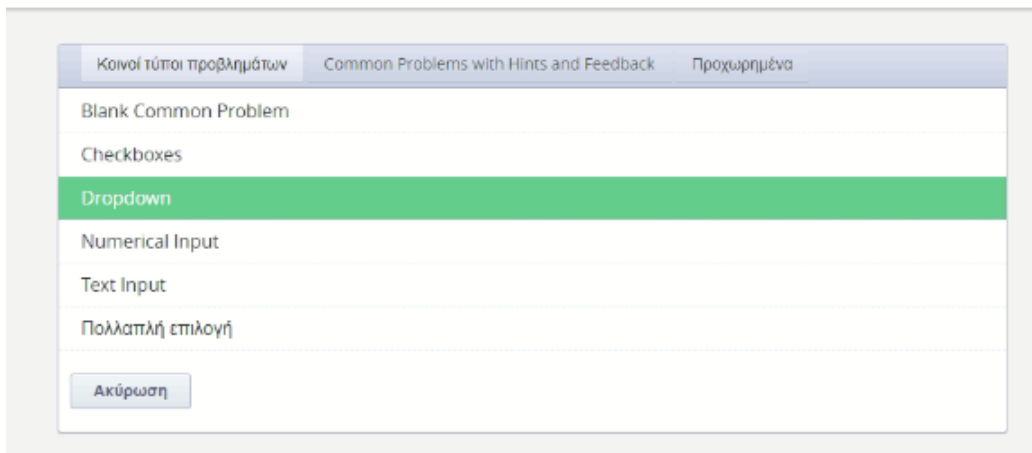 Κοινοί τύποι προβλημάτων Common Problems with Hints and Feedback Προχωρημένα
Blank Common Problem
Checkboxes
Dropdown
Numerical Input
Text Input
Πολλαπλή επιλογή
Ακύρωση